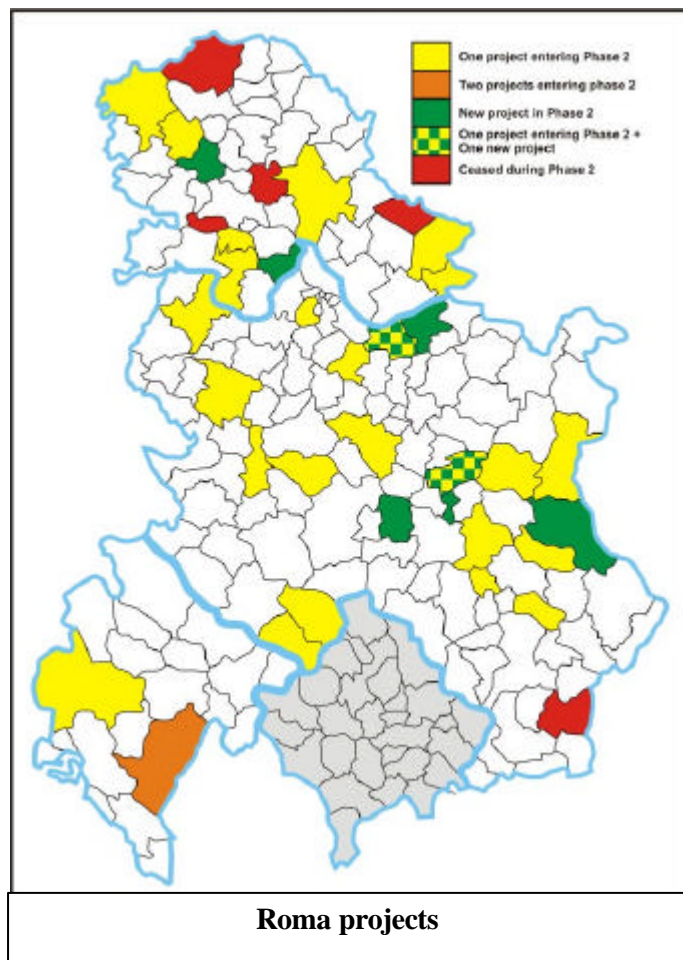 One project entering Phase 2
Two projects entering phase 2
New project in Phase 2
One project entering Phase 2 +
One new project
Ceased during Phase 2
Roma projects